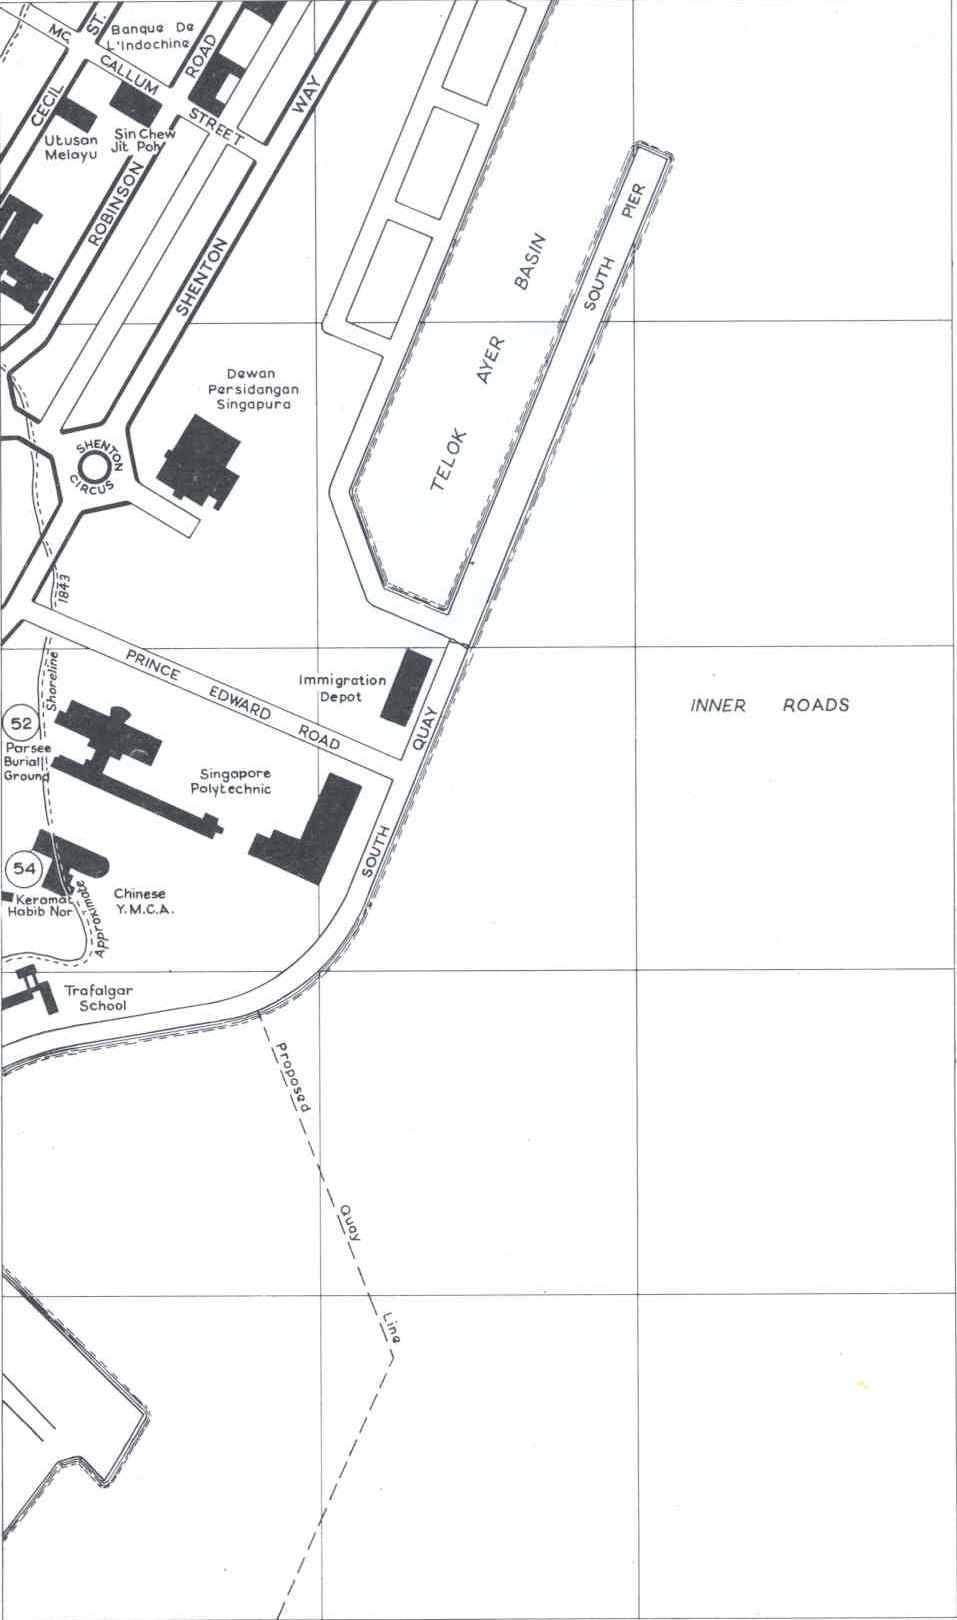 MC CALLUM STREET
ST.
CECIL
Banque De
L'Indochine
ROAD
WAY
Utusan
Melayu
Sin Chew
Jit Poh
ROBINSON
SHENTON
PIER
SOUTH
BASIN
AYER
TELOK
Dewan
Persidangan
Singapura
SHENTON
CIRCUS
1843
Shoreline
Approximate
PRINCE EDWARD ROAD
Immigration
Depot
QUAY
SOUTH
INNER ROADS
52
Parsee
Burial
Ground
Singapore
Polytechnic
54
Keramat
Habib Nor
Chinese
Y.M.C.A.
Trafalgar
School
Proposed
Quay
Line